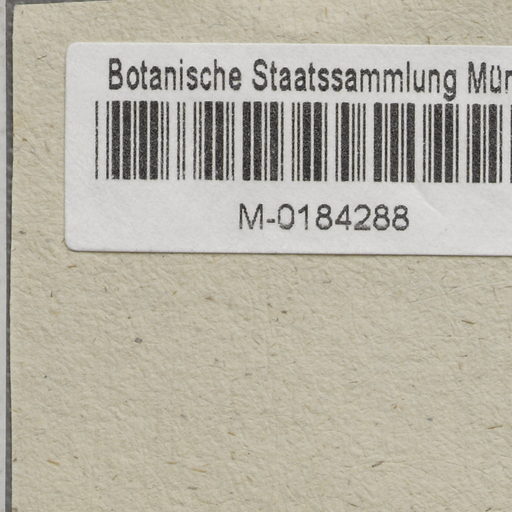 Botanische Staatssammlung Mün
M-0184288